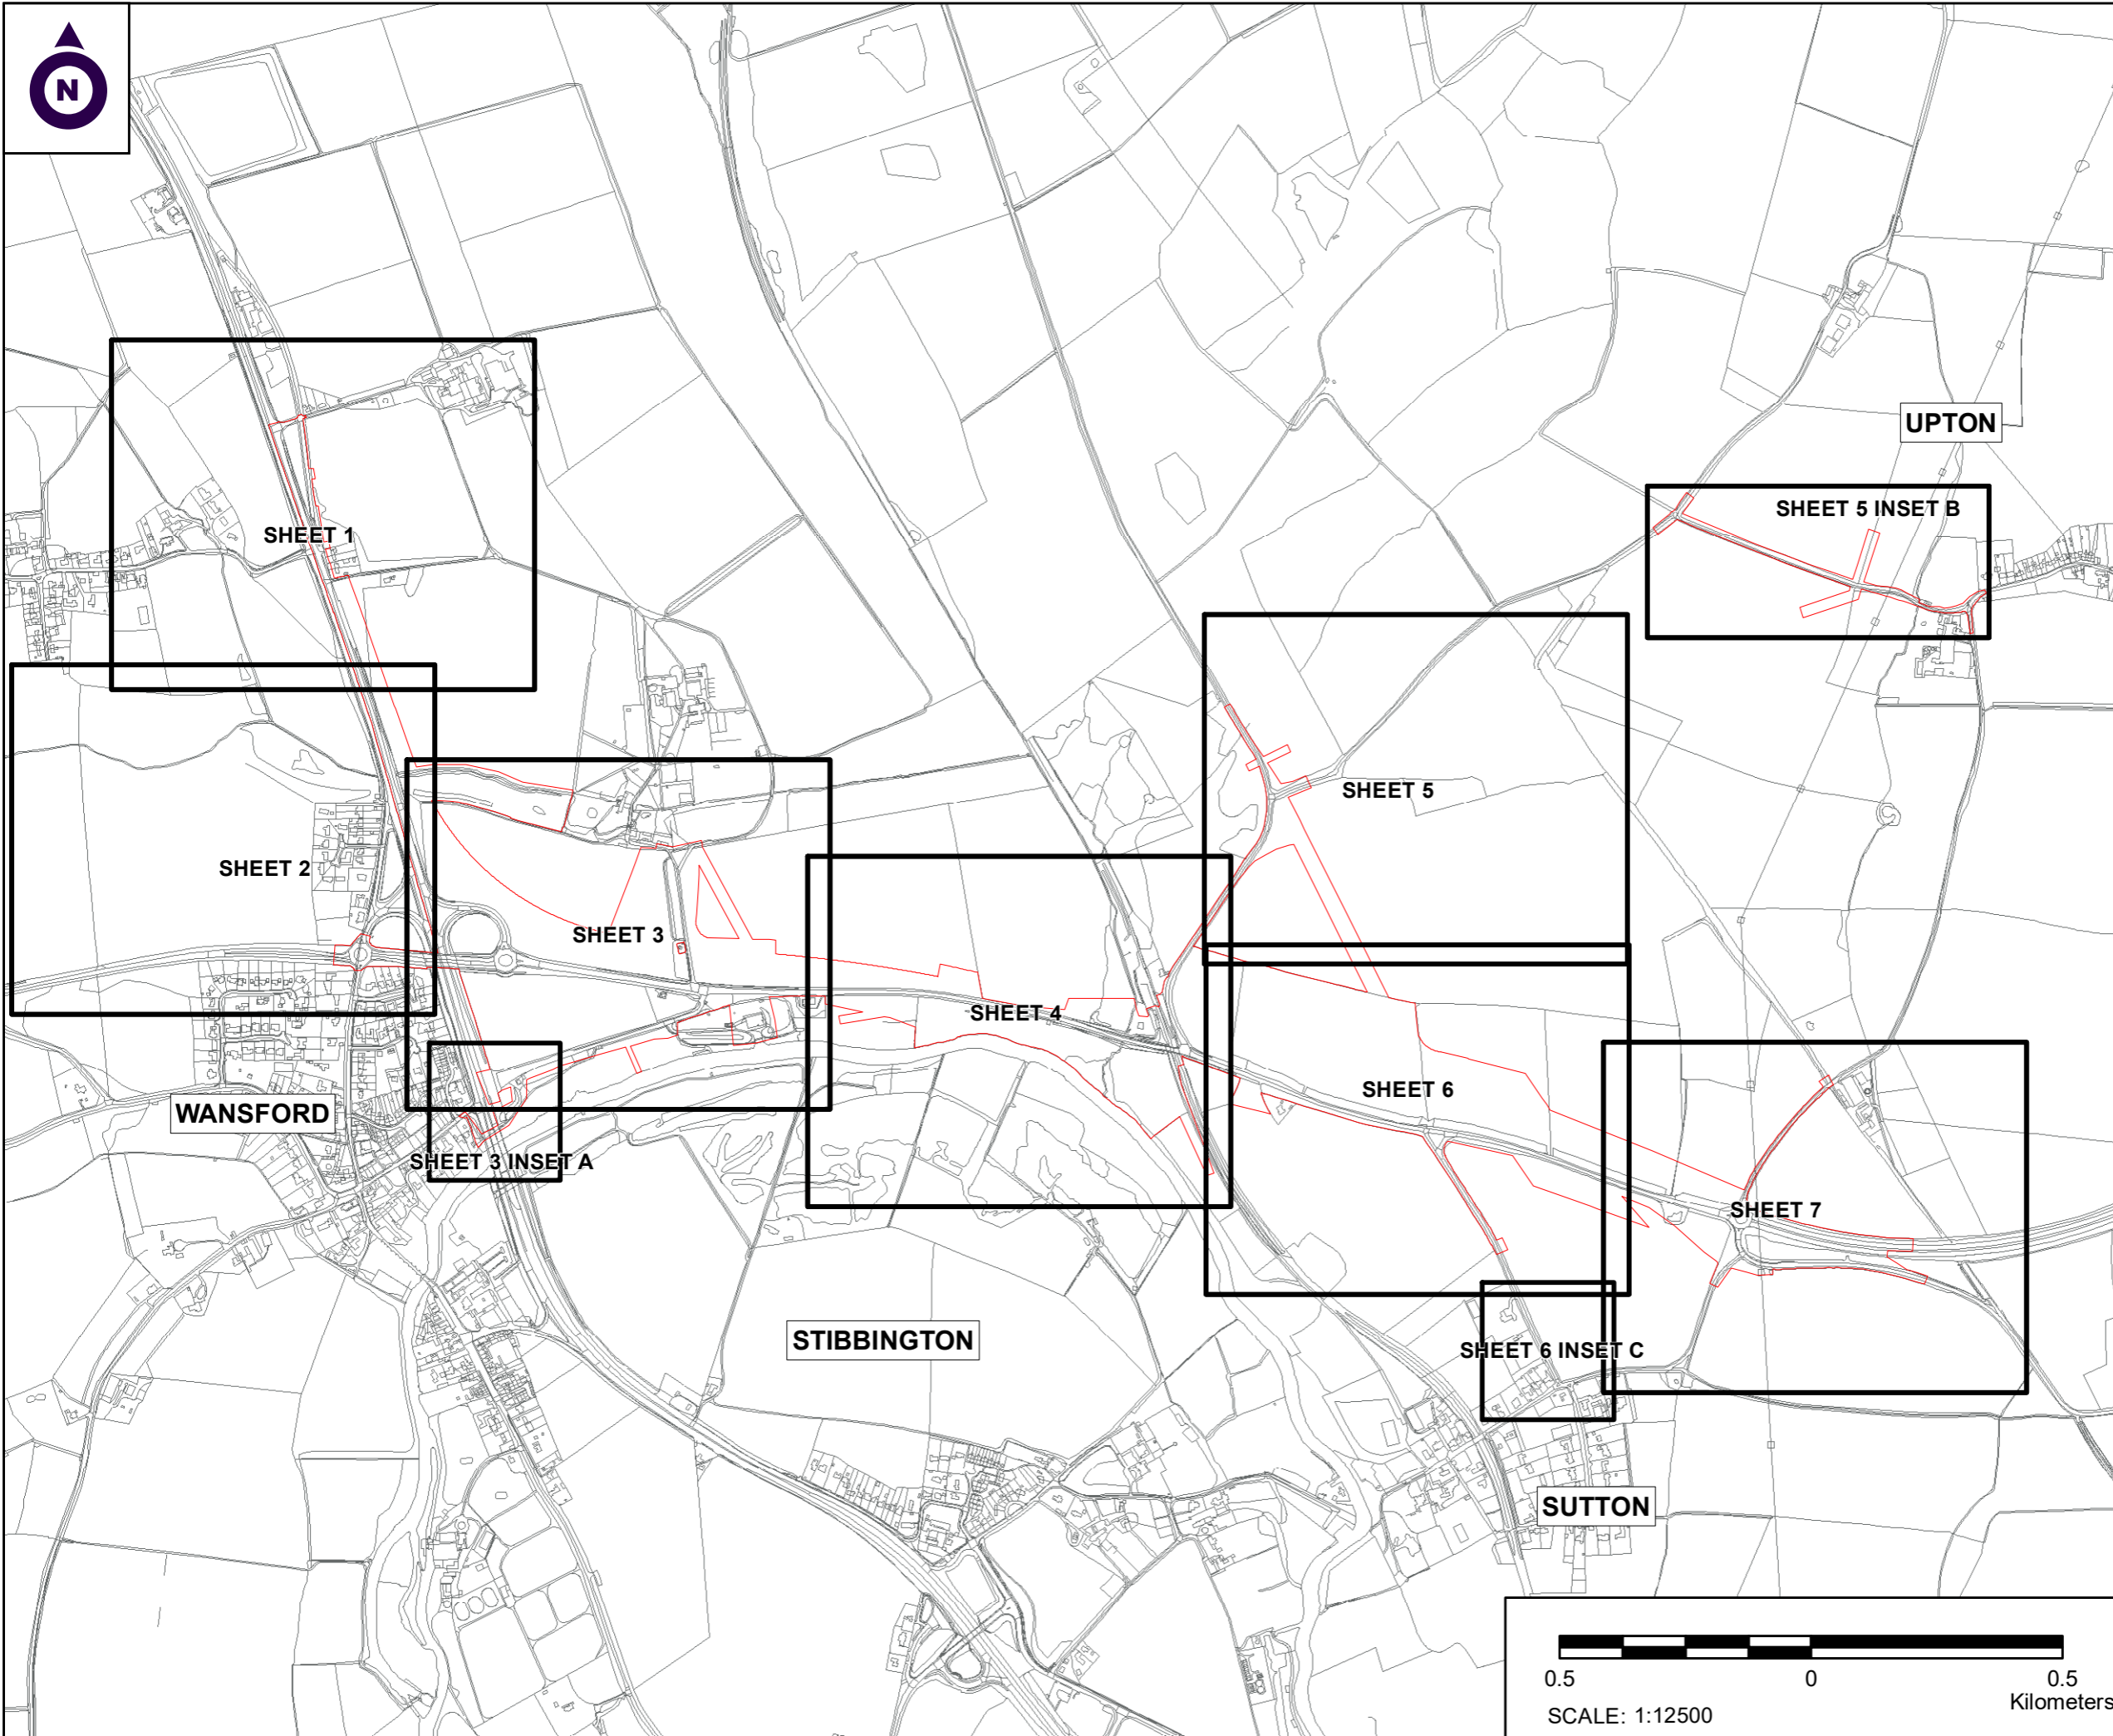 N
UPTON
SHEET 5 INSET B
SHEET 1
SHEET 5
SHEET 2
SHEET 3
SHEET 4
SHEET 6
WANSFORD
SHEET 3 INSET A
SHEET 7
STIBBINGTON
SHEET 6 INSET C
SUTTON
0.5 0 0.5
Kilometers
SCALE: 1:12500